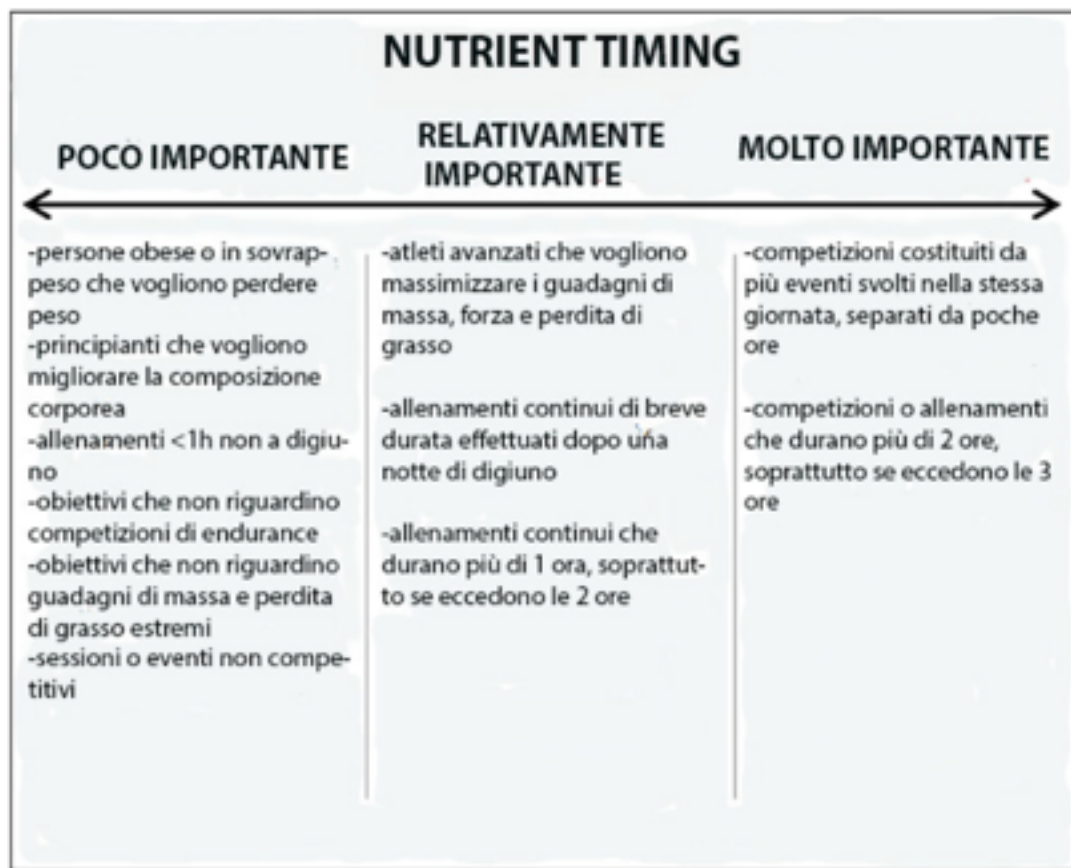 NUTRIENT TIMING
POCO IMPORTANTE
RELATIVAMENTE
IMPORTANTE
MOLTO IMPORTANTE
-persone obese o in sovrap-
peso che vogliono perdere
peso
-principianti che vogliono
migliorare la composizione
corporea
-allenamenti <1h non a digiu-
no
-obiettivi che non riguardino
competizioni di endurance
-obiettivi che non riguardino
guadagni di massa e perdita
di grasso estremi
-sessioni o eventi non compe-
titivi
-atleti avanzati che vogliono
massimizzare i guadagni di
massa, forza e perdita di
grasso
-allenamenti continui di breve
durata effettuati dopo una
notte di digiuno
-allenamenti continui che
durano più di 1 ora, soprattut-
to se eccedono le 2 ore
-competizioni costituiti da
più eventi svolti nella stessa
giornata, separati da poche
ore
-competizioni o allenamenti
che durano più di 2 ore,
soprattutto se eccedono le 3
ore